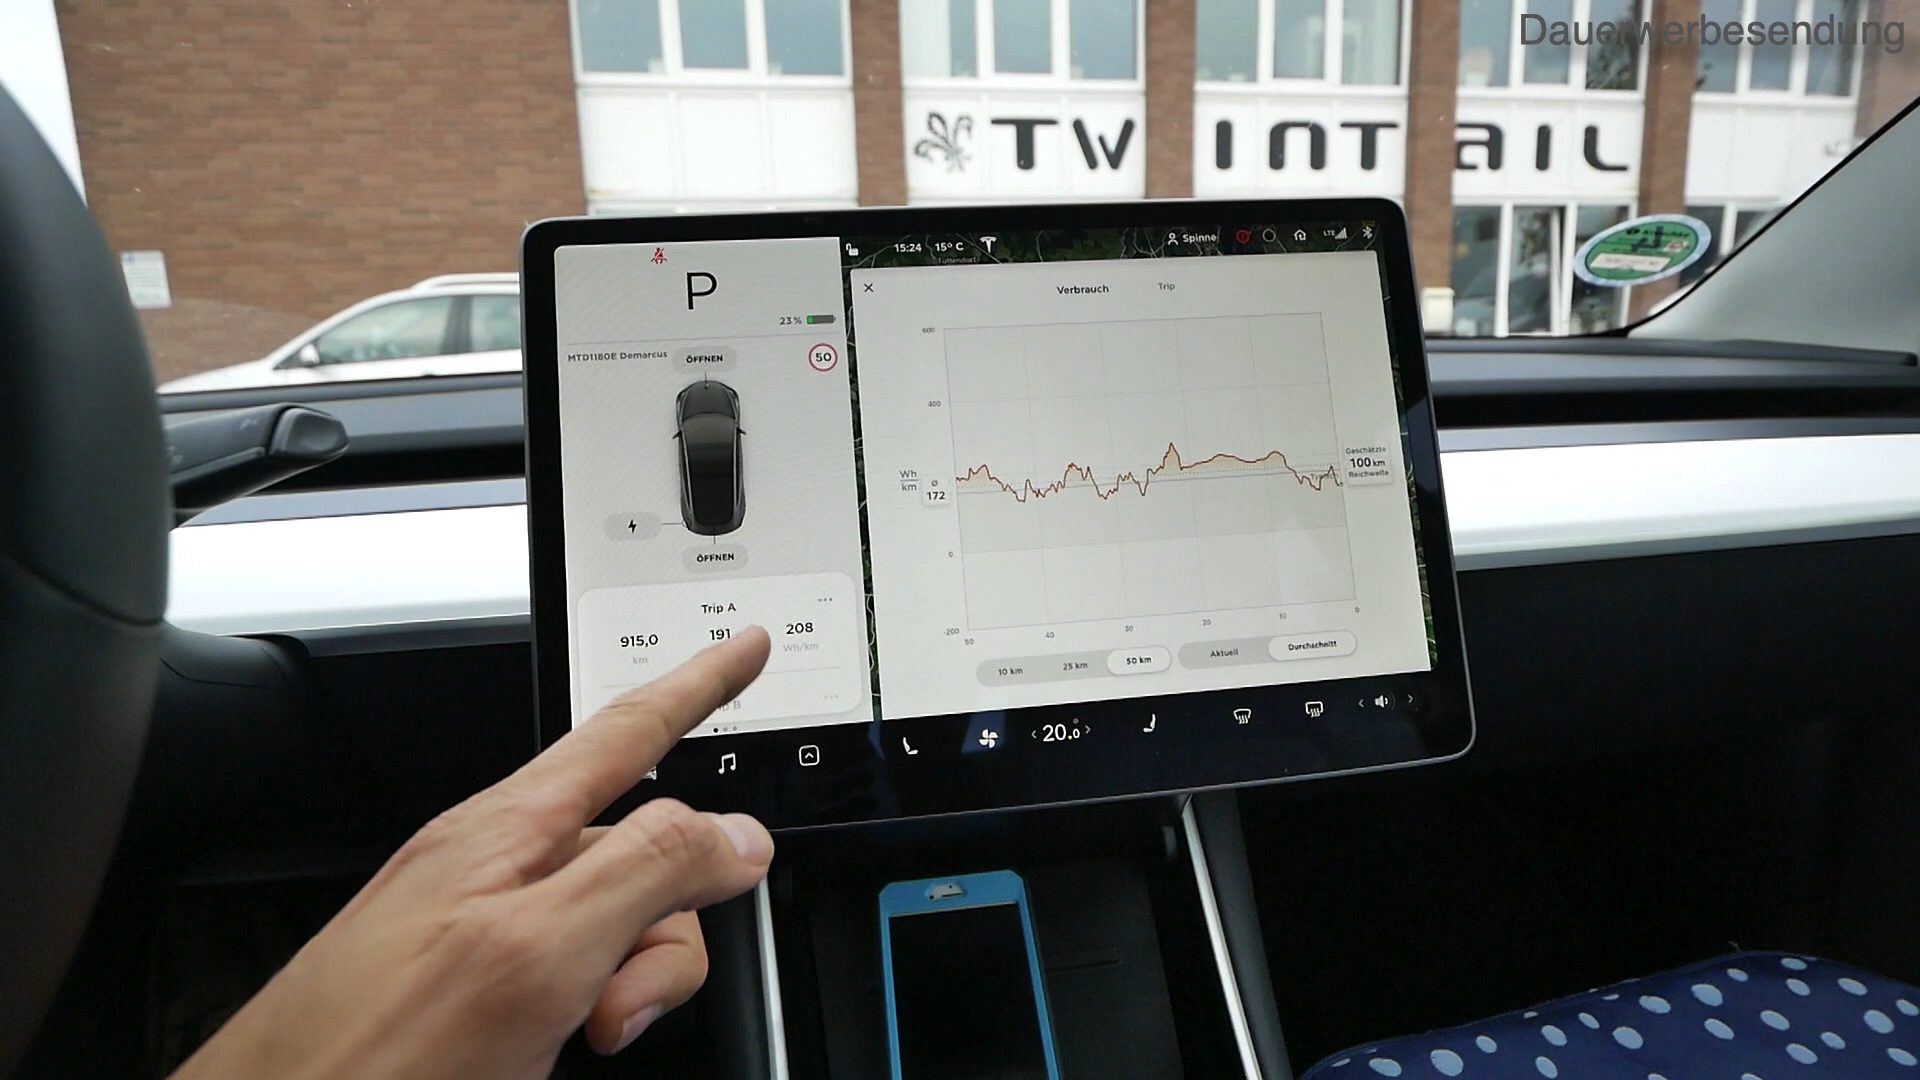 Dauerwerbesendung
TWINTAIL
15:24 15° C
Spinne
LTE
P
23 %
MTD1180E Demarcus
ÖFFNEN
50
ÖFFNEN
Trip A
915,0
km
191
208
Wh/km
Verbrauch
Trip
600
400
0
-200
Wh
km
Ø
172
Geschätzte
100 km
Reichweite
50
40
30
20
10
0
10 km
25 km
50 km
Aktuell
Durchschnitt
20.0